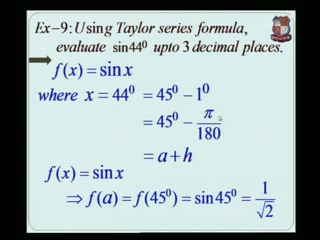 Ex-9: Using Taylor series formula,
evaluate sin44⁰ upto 3 decimal places.
f(x) = sin x
where x = 44⁰ = 45⁰ − 1⁰
= 45⁰ − π/180
= a + h
f(x) = sin x
⇒ f(a) = f(45⁰) = sin 45⁰ = 1/√2